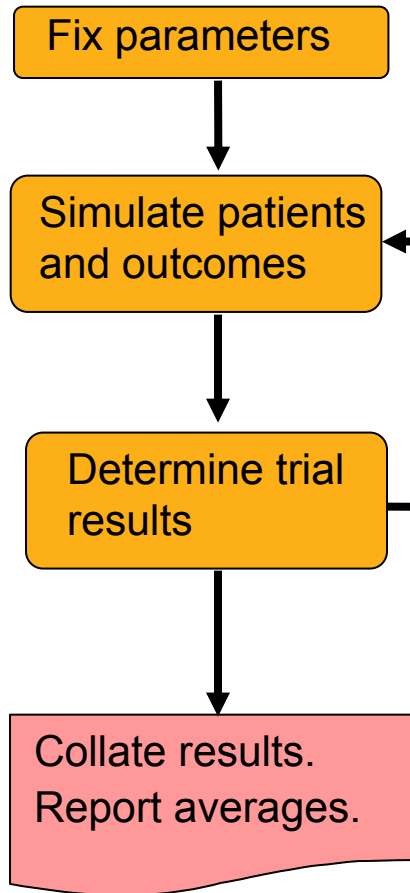 Fix parameters
Simulate patients
and outcomes
Determine trial
results
Collate results.
Report averages.